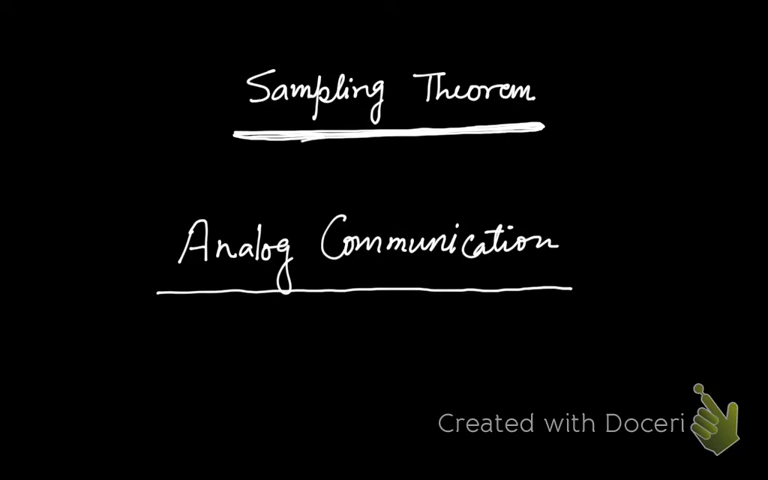 Sampling Theorem
Analog Communication
Created with Doceri